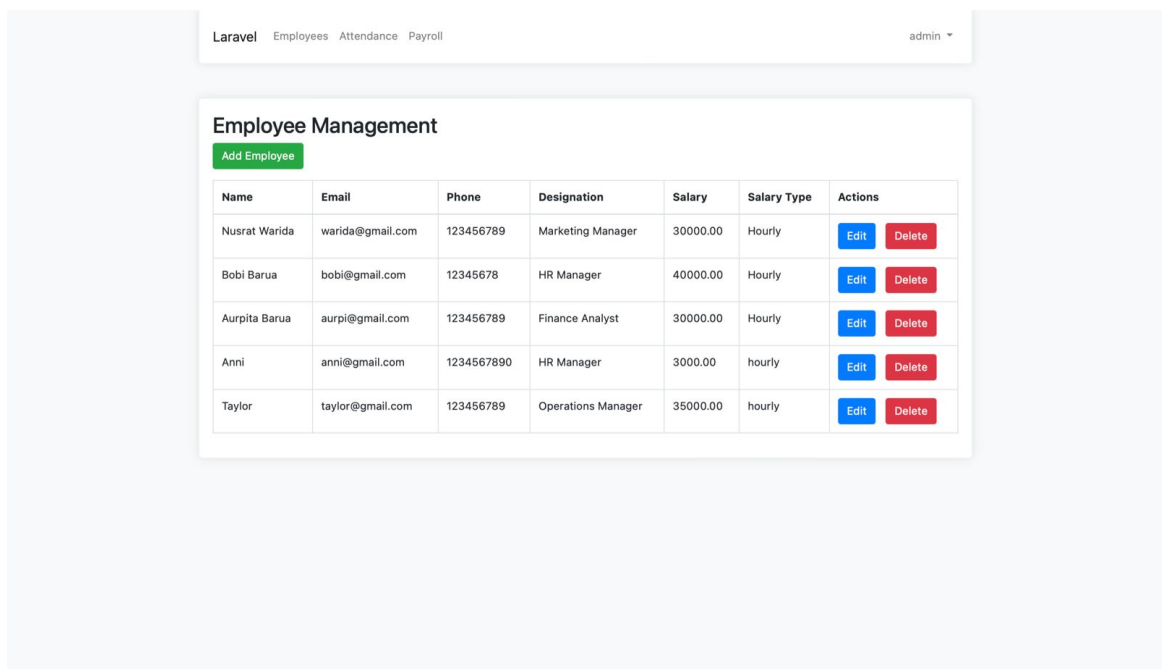 Laravel Employees Attendance Payroll admin
Employee Management
Add Employee
Name Email Phone Designation Salary Salary Type Actions
Nusrat Warida warida@gmail.com 123456789 Marketing Manager 30000.00 Hourly Edit Delete
Bobi Barua bobi@gmail.com 12345678 HR Manager 40000.00 Hourly Edit Delete
Aurpita Barua aurpi@gmail.com 123456789 Finance Analyst 30000.00 Hourly Edit Delete
Anni anni@gmail.com 1234567890 HR Manager 3000.00 hourly Edit Delete
Taylor taylor@gmail.com 123456789 Operations Manager 35000.00 hourly Edit Delete